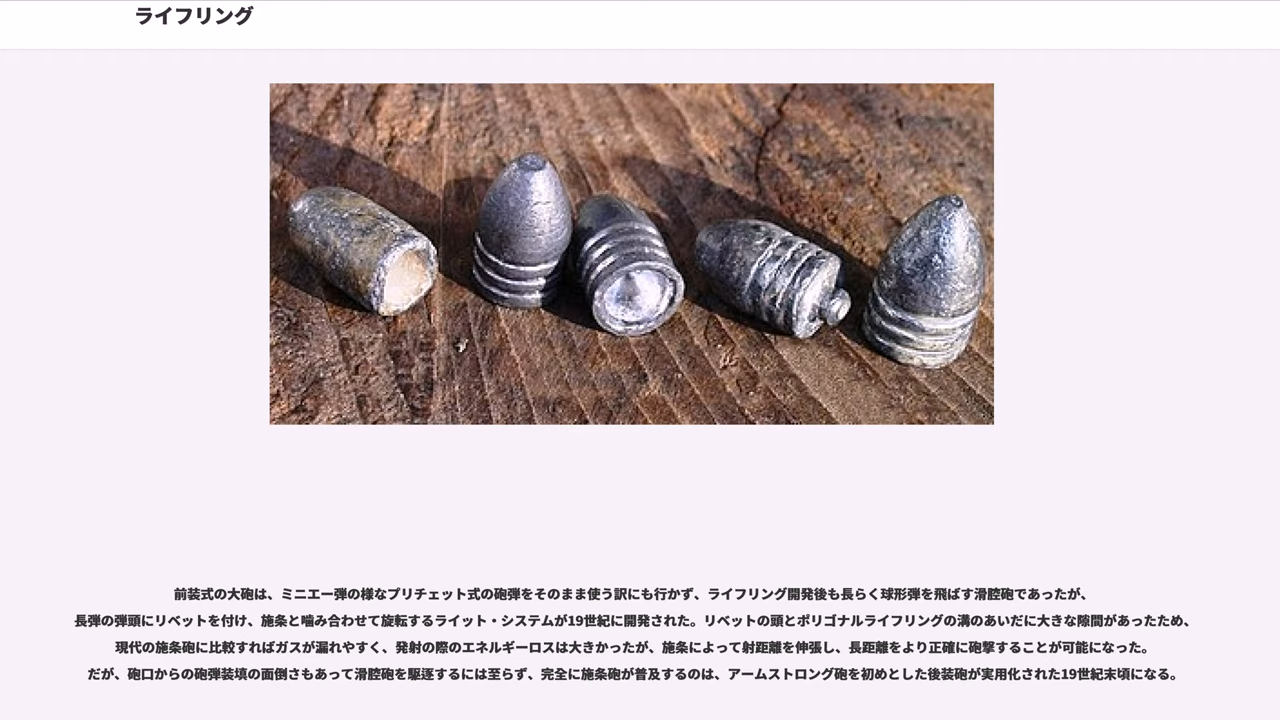 ライフリング
前装式の大砲は、ミニエー弾の様なプリチェット式の砲弾をそのまま使う訳にも行かず、ライフリング開発後も長らく球形弾を飛ばす滑腔砲であったが、
長弾の弾頭にリベットを付け、施条と噛み合わせて旋転するライット・システムが19世紀に開発された。リベットの頭とポリゴナルライフリングの溝のあいだに大きな隙間があったため、
現代の施条砲に比較すればガスが漏れやすく、発射の際のエネルギーロスは大きかったが、施条によって射距離を伸張し、長距離をより正確に砲撃することが可能になった。
だが、砲口からの砲弾装填の面倒さもあって滑腔砲を駆逐するには至らず、完全に施条砲が普及するのは、アームストロング砲を初めとした後装砲が実用化された19世紀末頃になる。